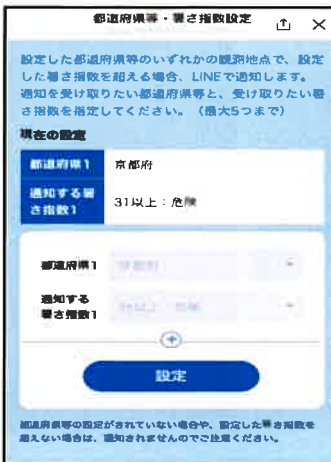 都道府県等・暑さ指数設定
設定した都道府県等のいずれかの観測地点で、設定
した暑さ指数を超える場合、LINEで通知します。
通知を受け取りたい都道府県等と、受け取りたい暑
さ指数を指定してください。（最大5つまで）
現在の設定
都道府県1 京都府
通知する暑
さ指数1
31以上：危険
都道府県1 京都府
通知する
暑さ指数1
設定
都道府県等の設定がされていない場合や、設定した暑さ指数を
超えない場合は、通知されませんのでご注意ください。